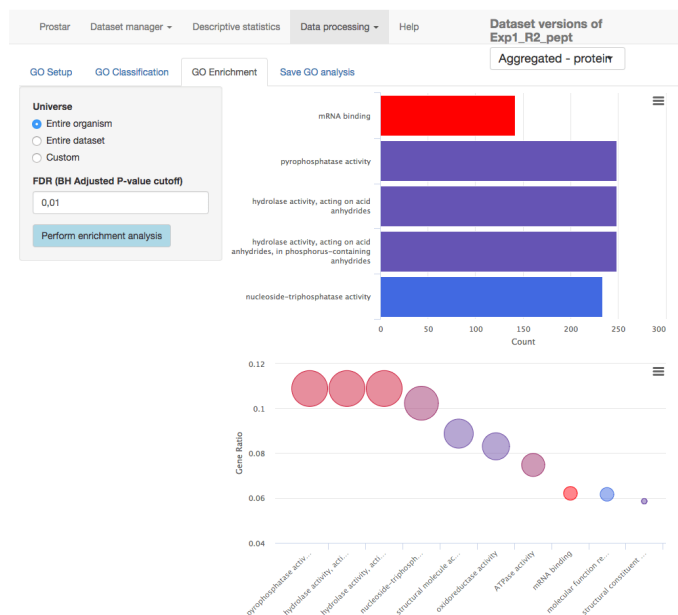 Prostar
Dataset manager
Descriptive statistics
Data processing
Help
Dataset versions of
Exp1_R2_pept
Aggregated - protein
GO Setup
GO Classification
GO Enrichment
Save GO analysis
Universe
Entire organism
Entire dataset
Custom
FDR (BH Adjusted P-value cutoff)
0,01
Perform enrichment analysis
mRNA binding
pyrophosphatase activity
hydrolase activity, acting on acid
anhydrides
hydrolase activity, acting on acid
anhydrides, in phosphorus-containing
anhydrides
nucleoside-triphosphatase activity
0
50
100
150
200
250
300
Count
0.12
0.1
0.08
0.06
0.04
Gene Ratio
pyrophosphatase activ...
hydrolase activity, acti...
hydrolase activity, acti...
nucleoside-triphosph...
structural molecule ac...
oxidoreductase activity
ATPase activity
mRNA binding
molecular function re...
structural constituent ...